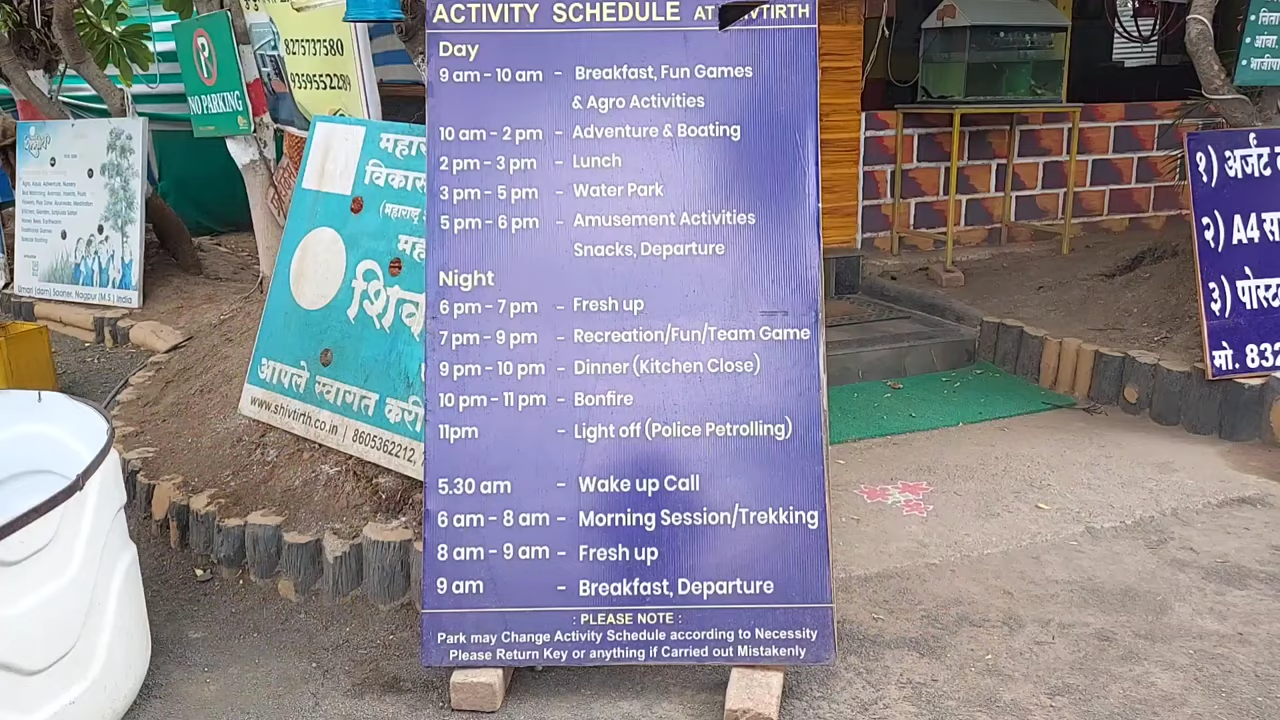 ACTIVITY SCHEDULE AT
Day
9 am - 10 am - Breakfast, Fun Games
& Agro Activities
10 am - 2 pm - Adventure & Boating
2 pm - 3 pm - Lunch
3 pm - 5 pm - Water Park
5 pm - 6 pm - Amusement Activities
Snacks, Departure
Night
6 pm - 7 pm - Fresh up
7 pm - 9 pm - Recreation/Fun/Team Game
9 pm - 10 pm - Dinner (Kitchen Close)
10 pm - 11 pm - Bonfire
11pm - Light off (Police Petrolling)
5.30 am - Wake up Call
6 am - 8 am - Morning Session/Trekking
8 am - 9 am - Fresh up
9 am - Breakfast, Departure
: PLEASE NOTE :
Park may Change Activity Schedule according to Necessity
Please Return Key or anything if Carried out Mistakenly
NO PARKING
8275737580
9359552289
Umari (dam) Saoner, Nagpur (M.S.) India
आपले स्वागत करी
www.shivtirth.co.in | 8605362212,
१) अर्जंट
२) A4
३)
मो. 832